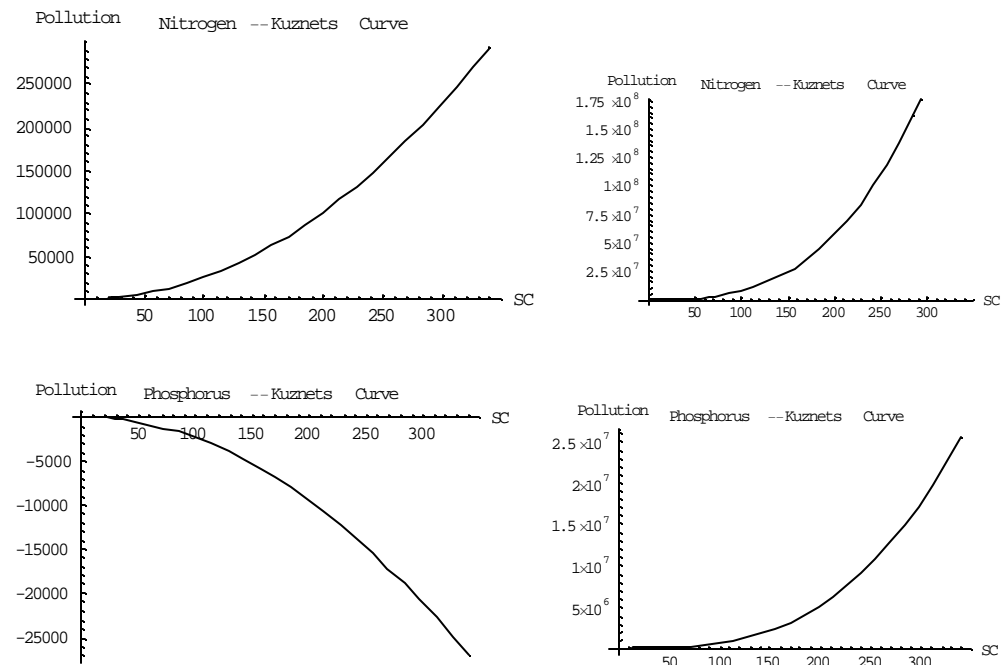 Pollution Nitrogen --Kuznets Curve
250000
200000
150000
100000
50000
SC
50 100 150 200 250 300
Pollution Nitrogen --Kuznets Curve
1.75 ×10^8
1.5 ×10^8
1.25 ×10^8
1×10^8
7.5 ×10^7
5×10^7
2.5 ×10^7
SC
50 100 150 200 250 300
Pollution Phosphorus --Kuznets Curve
SC
50 100 150 200 250 300
-5000
-10000
-15000
-20000
-25000
Pollution Phosphorus --Kuznets Curve
2.5 ×10^7
2×10^7
1.5 ×10^7
1×10^7
5×10^6
SC
50 100 150 200 250 300